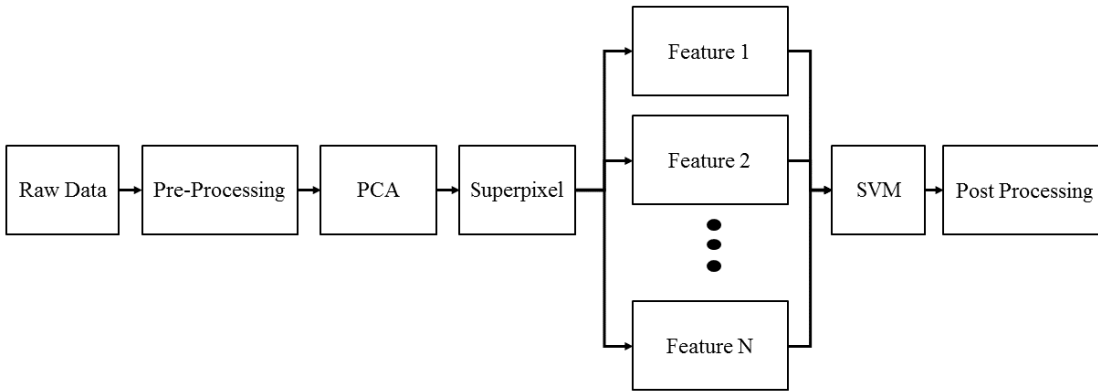 Raw Data
Pre-Processing
PCA
Superpixel
Feature 1
Feature 2
Feature N
SVM
Post Processing